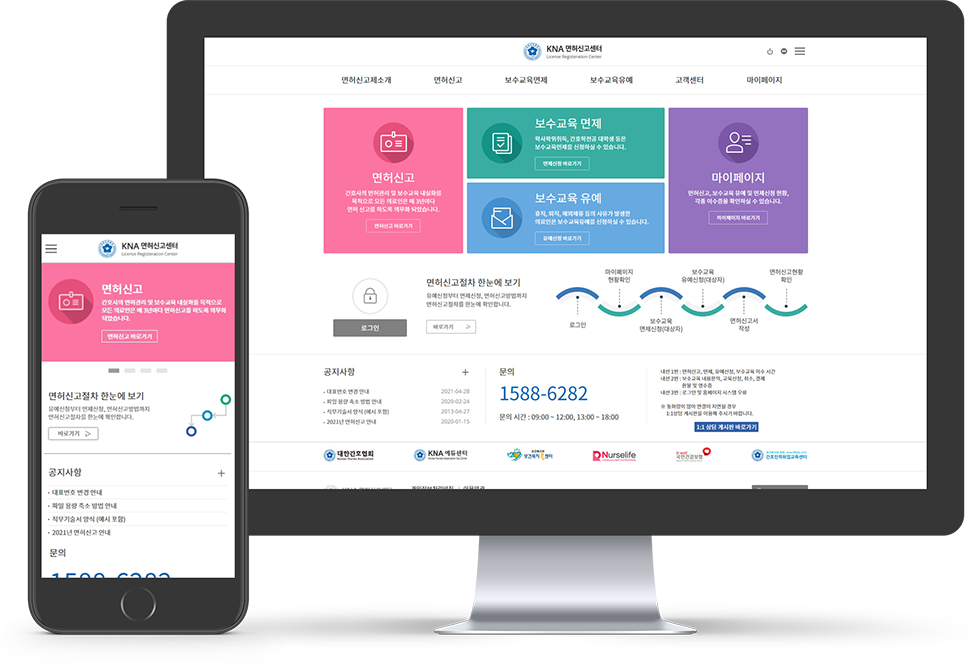 KNA 면허신고센터
License Registeration Center
면허신고제소개
면허신고
보수교육면제
보수교육유예
고객센터
마이페이지
면허신고
간호사의 면허관리 및 보수교육 내실화를
목적으로 모든 의료인은 매 3년마다
면허 신고를 하도록 의무화 되었습니다.
면허신고 바로가기
보수교육 면제
학사학위취득, 간호학전공 대학생 등은
보수교육면제를 신청하실 수 있습니다.
면제신청 바로가기
보수교육 유예
휴직, 퇴직, 해외체류 등의 사유가 발생한
의료인은 보수교육유예를 신청하실 수 있습니다.
유예신청 바로가기
마이페이지
면허신고, 보수교육 유예 및 면제신청 현황,
각종 이수증을 확인하실 수 있습니다.
마이페이지 바로가기
로그인
면허신고절차 한눈에 보기
유예신청부터 면제신청, 면허신고방법까지
면허신고절차를 한눈에 확인합니다.
바로가기
로그인
마이페이지
현황확인
보수교육
면제신청(대상자)
보수교육
유예신청(대상자)
면허신고서
작성
면허신고현황
확인
공지사항
- 대표번호 변경 안내 2021-04-28
- 파일 용량 축소 방법 안내 2020-02-24
- 직무기술서 양식 (예시 포함) 2013-04-27
- 2021년 면허신고 안내 2020-01-15
문의
1588-6282
문의 시간 : 09:00 ~ 12:00, 13:00 ~ 18:00
내선 1번 : 면허신고, 면제, 유예신청, 보수교육 이수 시간
내선 2번 : 보수교육 내용문의, 교육신청, 취소, 결제
환불 및 영수증
내선 3번 : 로그인 및 홈페이지 시스템 오류
※ 통화량이 많아 연결이 지연될 경우
1:1상담 게시판을 이용해 주시기 바랍니다.
1:1 상담 게시판 바로가기
대한간호협회
Korean Nurses Association
KNA 에듀센터
Nurselife
국민건강보험
간호인력취업교육센터
KNA 면허신고센터
License Registeration Center
면허신고
간호사의 면허관리 및 보수교육 내실화를 목적으로
모든 의료인은 매 3년마다 면허신고를 하도록 의무화
되었습니다.
면허신고 바로가기
면허신고절차 한눈에 보기
유예신청부터 면제신청, 면허신고방법까지
면허신고절차를 한눈에 확인합니다.
바로가기
공지사항
- 대표번호 변경 안내
- 파일 용량 축소 방법 안내
- 직무기술서 양식 (예시 포함)
- 2021년 면허신고 안내
문의
1588-6282